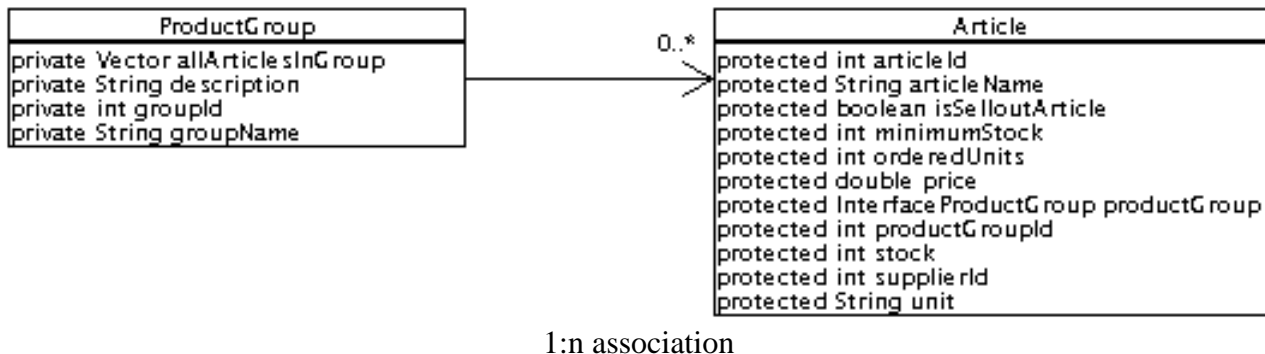 ProductGroup
private Vector allArticlesInGroup
private String description
private int groupId
private String groupName
0..*
Article
protected int articleId
protected String articleName
protected boolean isSelloutArticle
protected int minimumStock
protected int orderedUnits
protected double price
protected InterfaceProductGroup productGroup
protected int productGroupId
protected int stock
protected int supplierId
protected String unit
1:n association